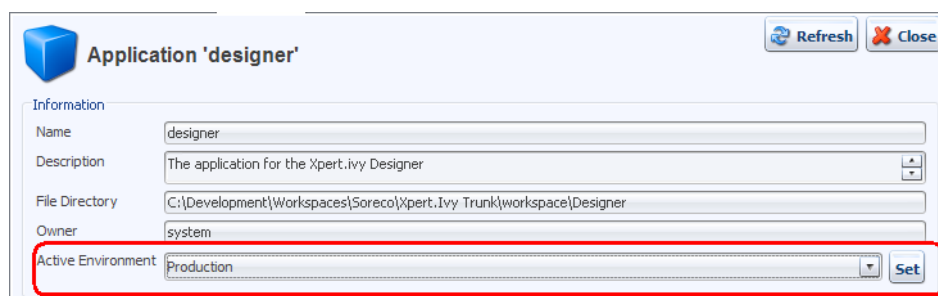 Application 'designer'
Refresh
Close
Information
Name designer
Description The application for the Xpert.ivy Designer
File Directory C:\Development\Workspaces\Soreco\Xpert.Ivy Trunk\workspace\Designer
Owner system
Active Environment Production Set